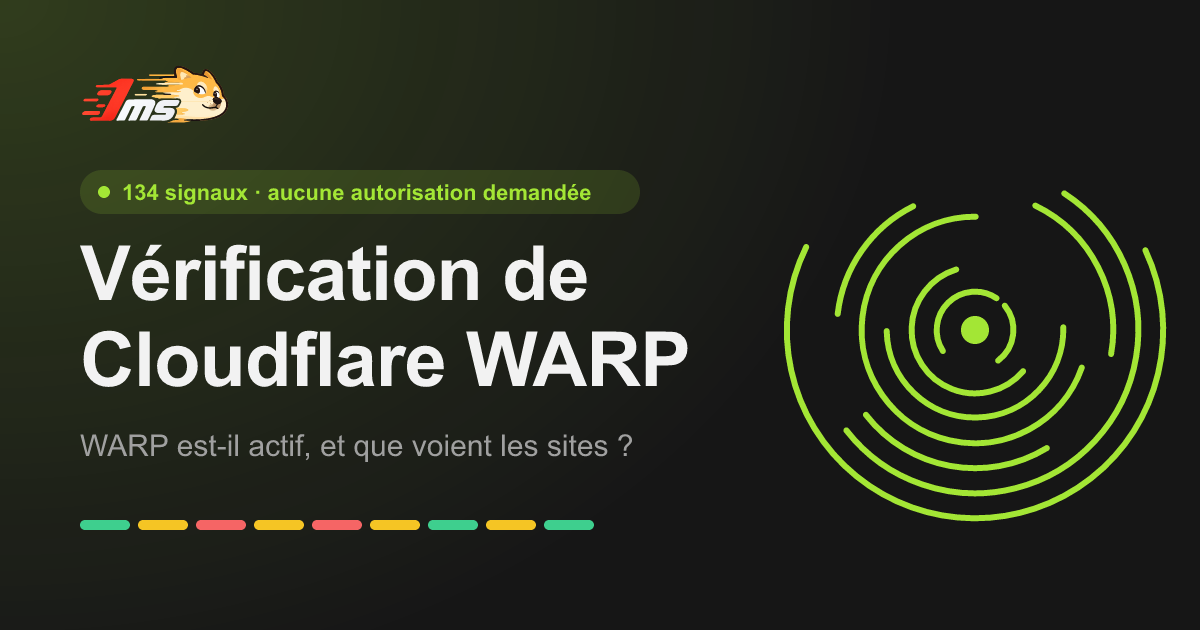 1ms
134 signaux · aucune autorisation demandée
Vérification de
Cloudflare WARP
WARP est-il actif, et que voient les sites ?